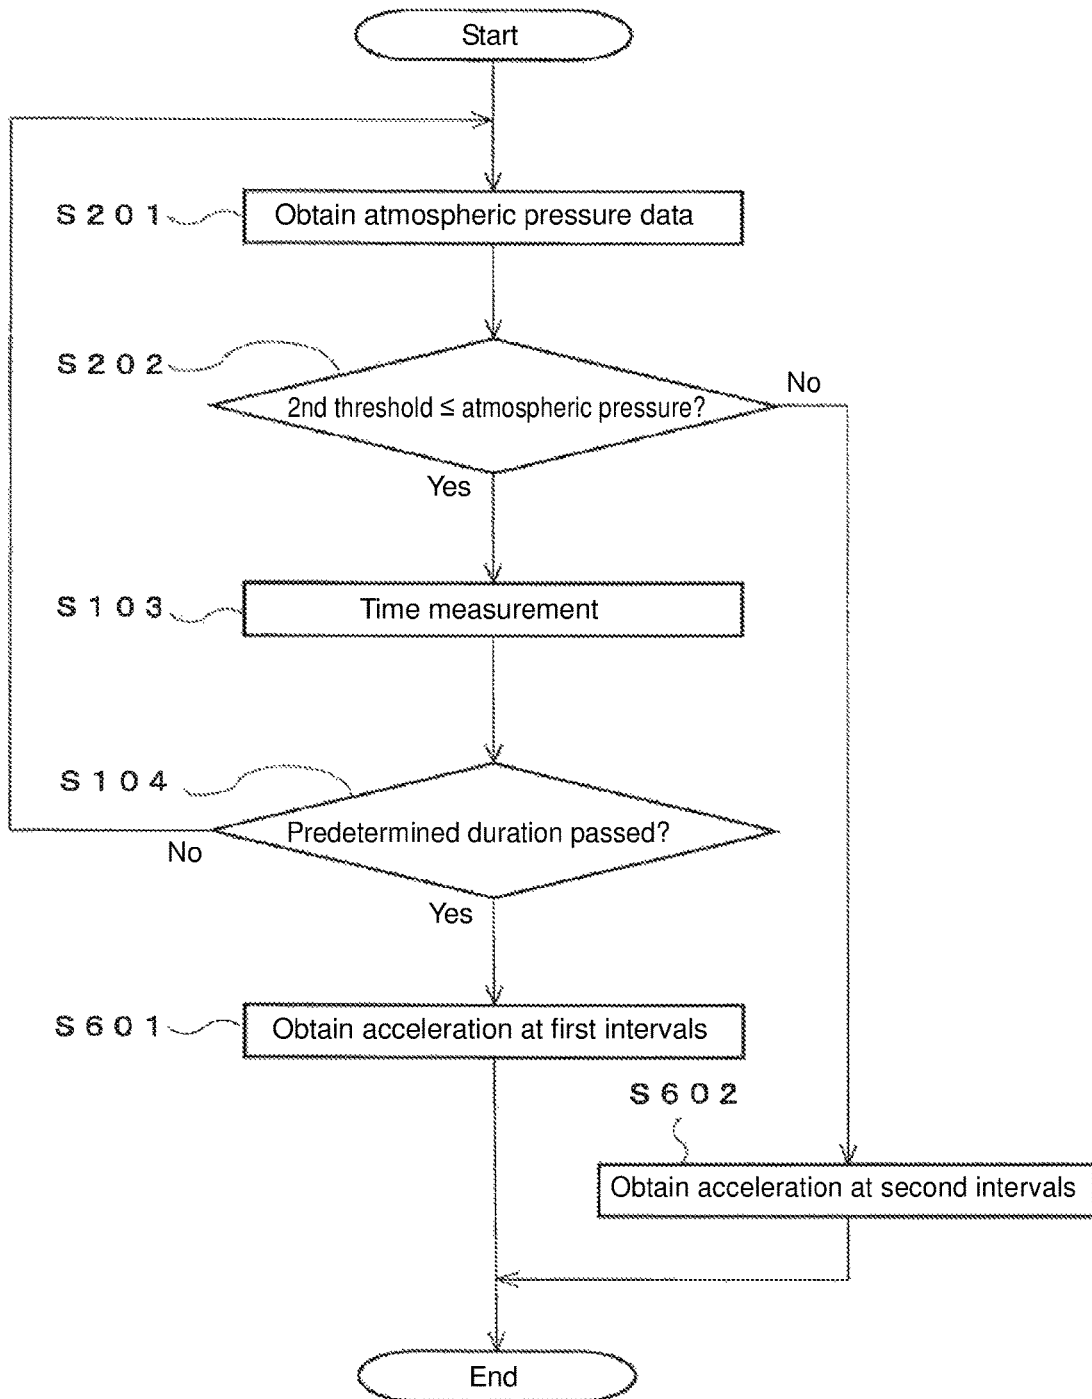 Start
S201
Obtain atmospheric pressure data
S202
2nd threshold ≤ atmospheric pressure?
No
Yes
S103
Time measurement
S104
Predetermined duration passed?
No
Yes
S601
Obtain acceleration at first intervals
S602
Obtain acceleration at second intervals
End